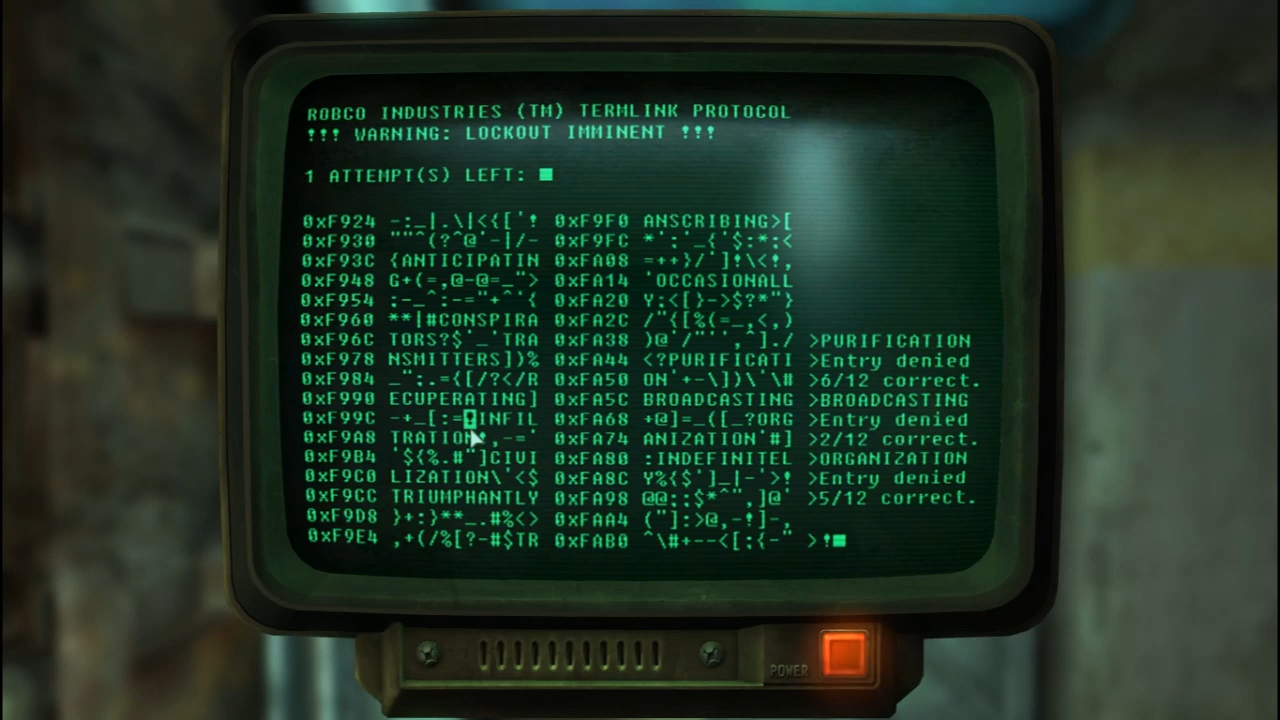 ROBCO INDUSTRIES (TM) TERMLINK PROTOCOL
!!! WARNING: LOCKOUT IMMINENT !!!
1 ATTEMPT(S) LEFT: ■
0xF924 -:_|.\|<{['! 0xF9F0 ANSCRIBING>[
0xF930 ""^(?^@'-|/- 0xF9FC *':'_{'$:*;<
0xF93C {ANTICIPATIN 0xFA08 =++}/']!\<!,
0xF948 G+(=,@-@=_"> 0xFA14 'OCCASIONALL
0xF954 :-_^:-="+^'{ 0xFA20 Y;<[}->$?*"}
0xF960 **|#CONSPIRA 0xFA2C /"{[%(=_,<,)
0xF96C TORS?$'_'TRA 0xFA38 )@'/"'',^]./ >PURIFICATION
0xF978 NSMITTERS])% 0xFA44 <?PURIFICATI >Entry denied
0xF984 _";.={[/?</R 0xFA50 ON'+-\])\'\# >6/12 correct.
0xF990 ECUPERATING] 0xFA5C BROADCASTING >BROADCASTING
0xF99C -+_[:=!INFIL 0xFA68 +@]=_([_?ORG >Entry denied
0xF9A8 TRATION ,-=' 0xFA74 ANIZATION'#] >2/12 correct.
0xF9B4 '${%.#"]CIVI 0xFA80 :INDEFINITEL >ORGANIZATION
0xF9C0 LIZATION\'<$ 0xFA8C Y%{$']_|-'>! >Entry denied
0xF9CC TRIUMPHANTLY 0xFA98 @@;:$*^",]@' >5/12 correct.
0xF9D8 }+:}**_.#%<> 0xFAA4 ("]:>@,-!]-,
0xF9E4 ,+(/%[?-#$TR 0xFAB0 ^\#+--<[;{-" >!■
POWER